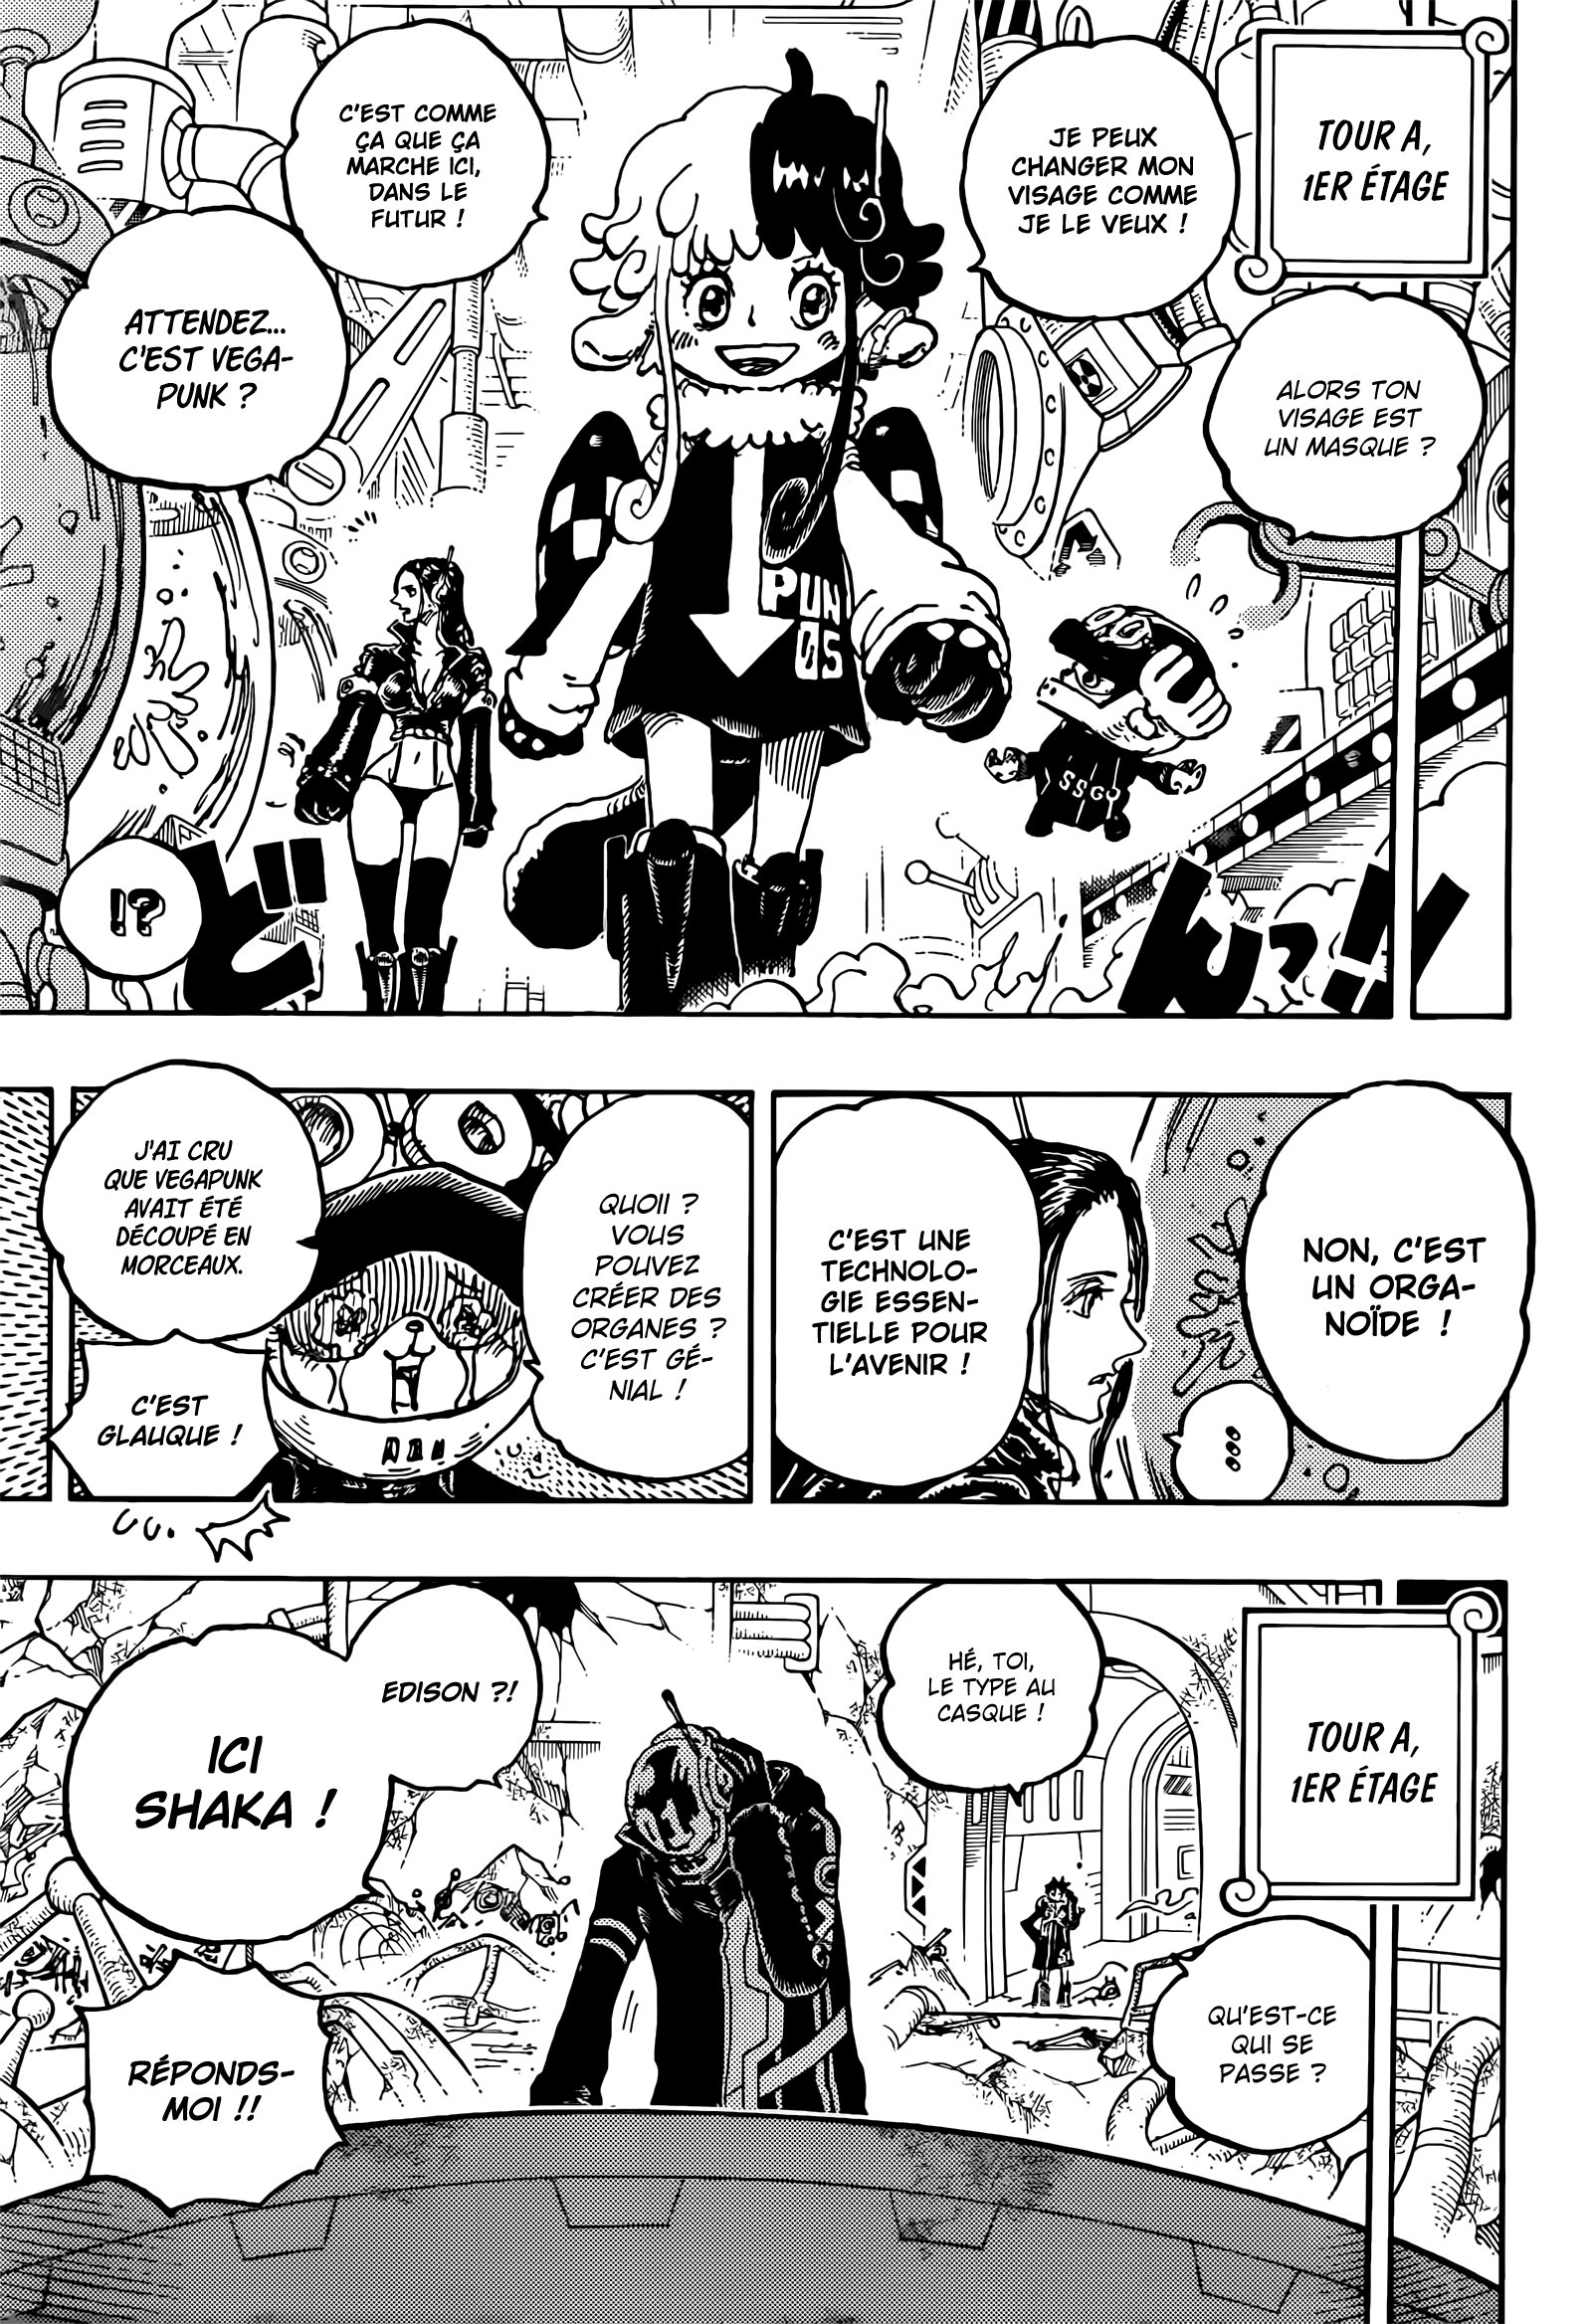 TOUR A,
1ER ÉTAGE
JE PEUX
CHANGER MON
VISAGE COMME
JE LE VEUX !
ALORS TON
VISAGE EST
UN MASQUE ?
C'EST COMME
ÇA QUE ÇA
MARCHE ICI,
DANS LE
FUTUR !
ATTENDEZ...
C'EST VEGA-
PUNK ?
PUN
05
SSG
!?
ビ
んっ!!
NON, C'EST
UN ORGA-
NOÏDE !
...
C'EST UNE
TECHNOLO-
GIE ESSEN-
TIELLE POUR
L'AVENIR !
QUOII ?
VOUS
POUVEZ
CRÉER DES
ORGANES ?
C'EST GÉ-
NIAL !
J'AI CRU
QUE VEGAPUNK
AVAIT ÉTÉ
DÉCOUPÉ EN
MORCEAUX.
C'EST
GLAUQUE !
TOUR A,
1ER ÉTAGE
HÉ, TOI,
LE TYPE AU
CASQUE !
QU'EST-CE
QUI SE
PASSE ?
EDISON ?!
ICI
SHAKA !
RÉPONDS-
MOI !!